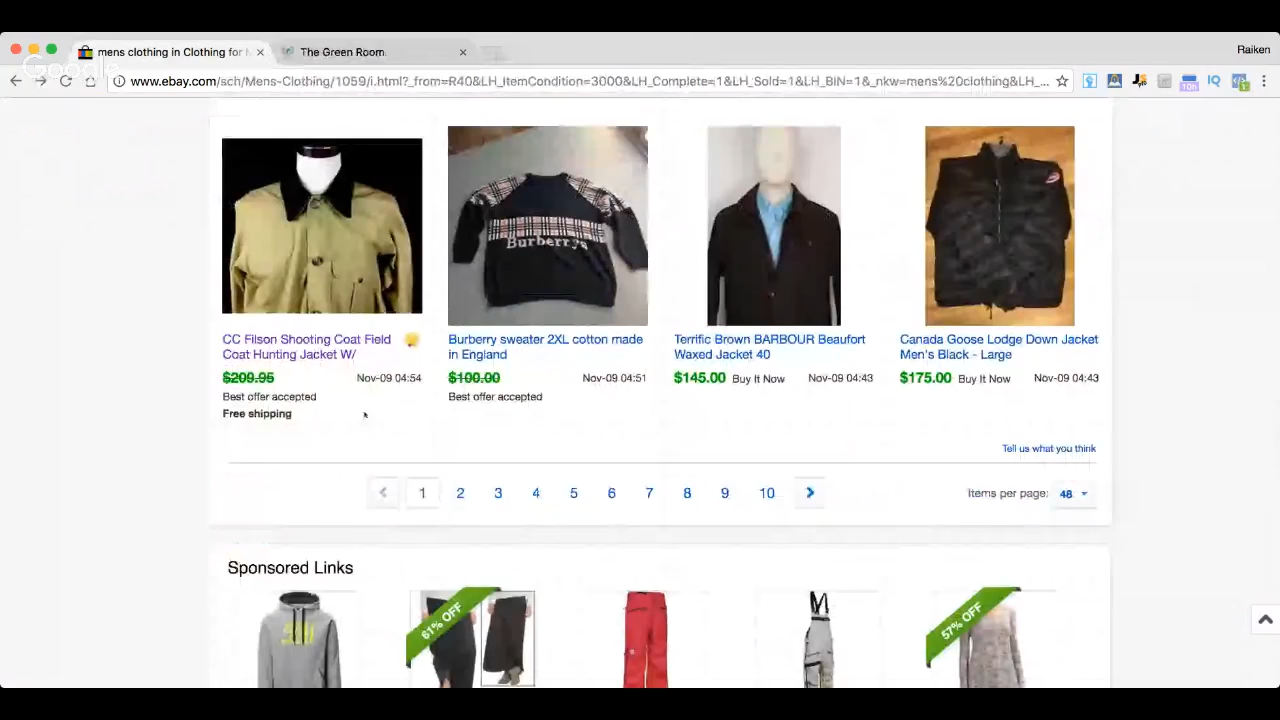 mens clothing in Clothing for M
The Green Room
Raiken
Google
www.ebay.com/sch/Mens-Clothing/1059/i.html?_from=R40&LH_ItemCondition=3000&LH_Complete=1&LH_Sold=1&LH_BIN=1&_nkw=mens%20clothing&LH_...
10h
IQ
1
Burberrys
CC Filson Shooting Coat Field
Coat Hunting Jacket W/
$209.95
Nov-09 04:54
Best offer accepted
Free shipping
Burberry sweater 2XL cotton made
in England
$100.00
Nov-09 04:51
Best offer accepted
Terrific Brown BARBOUR Beaufort
Waxed Jacket 40
$145.00 Buy It Now
Nov-09 04:43
Canada Goose Lodge Down Jacket
Men's Black - Large
$175.00 Buy It Now
Nov-09 04:43
Tell us what you think
1 2 3 4 5 6 7 8 9 10
Items per page: 48
Sponsored Links
61% OFF
57% OFF